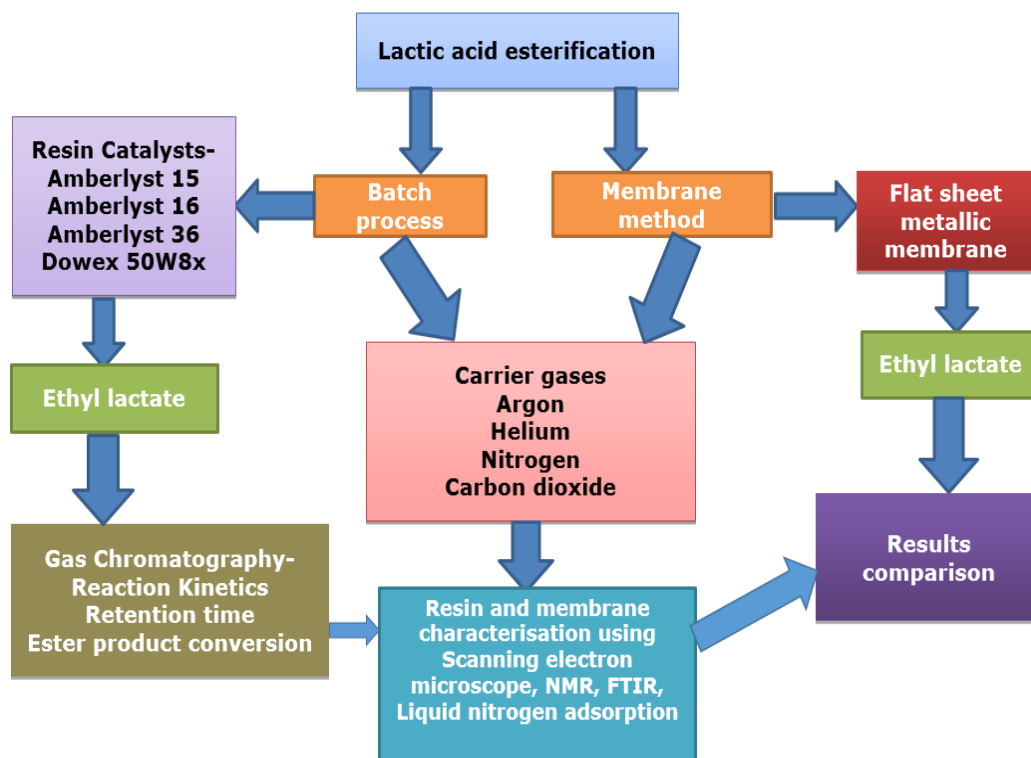 Lactic acid esterification
Resin Catalysts-
Amberlyst 15
Amberlyst 16
Amberlyst 36
Dowex 50W8x
Batch
process
Membrane
method
Flat sheet
metallic
membrane
Ethyl lactate
Carrier gases
Argon
Helium
Nitrogen
Carbon dioxide
Ethyl lactate
Gas Chromatography-
Reaction Kinetics
Retention time
Ester product conversion
Resin and membrane
characterisation using
Scanning electron
microscope, NMR, FTIR,
Liquid nitrogen adsorption
Results
comparison